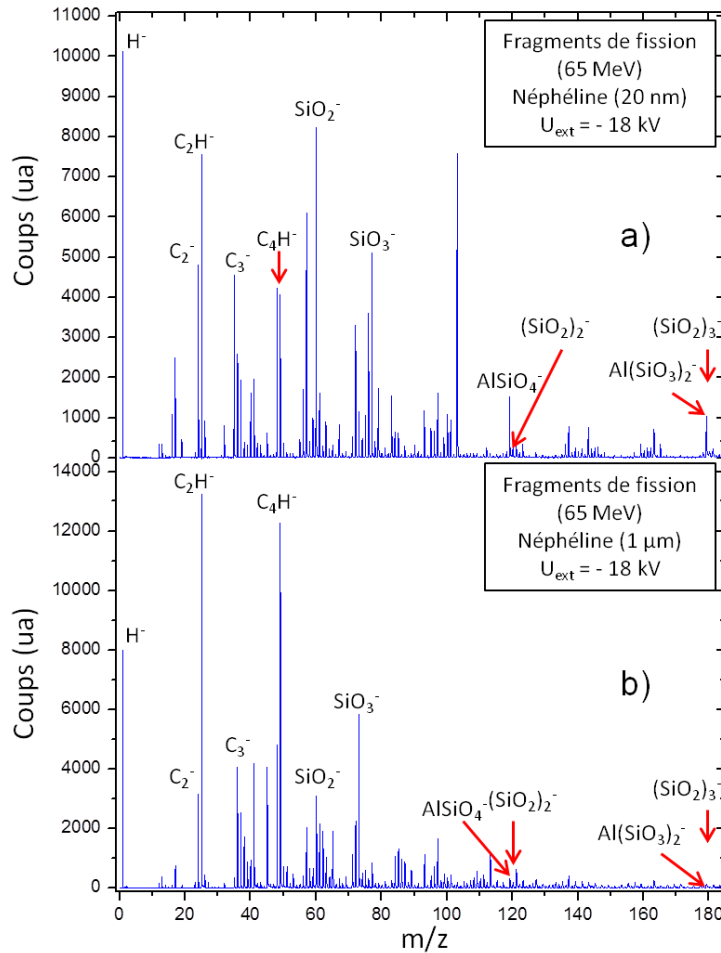 11000
10000
9000
8000
7000
6000
5000
4000
3000
2000
1000
0
Coups (ua)
H⁻
C₂H⁻
C₂⁻
C₃⁻
C₄H⁻
SiO₂⁻
SiO₃⁻
Fragments de fission
(65 MeV)
Néphéline (20 nm)
Uₑₓₜ = - 18 kV
a)
(SiO₂)₂⁻
(SiO₂)₃⁻
AlSiO₄⁻
Al(SiO₃)₂⁻
14000
12000
10000
8000
6000
4000
2000
0
Coups (ua)
H⁻
C₂H⁻
C₂⁻
C₃⁻
C₄H⁻
SiO₂⁻
SiO₃⁻
Fragments de fission
(65 MeV)
Néphéline (1 µm)
Uₑₓₜ = - 18 kV
b)
AlSiO₄⁻
(SiO₂)₂⁻
(SiO₂)₃⁻
Al(SiO₃)₂⁻
0 20 40 60 80 100 120 140 160 180
m/z